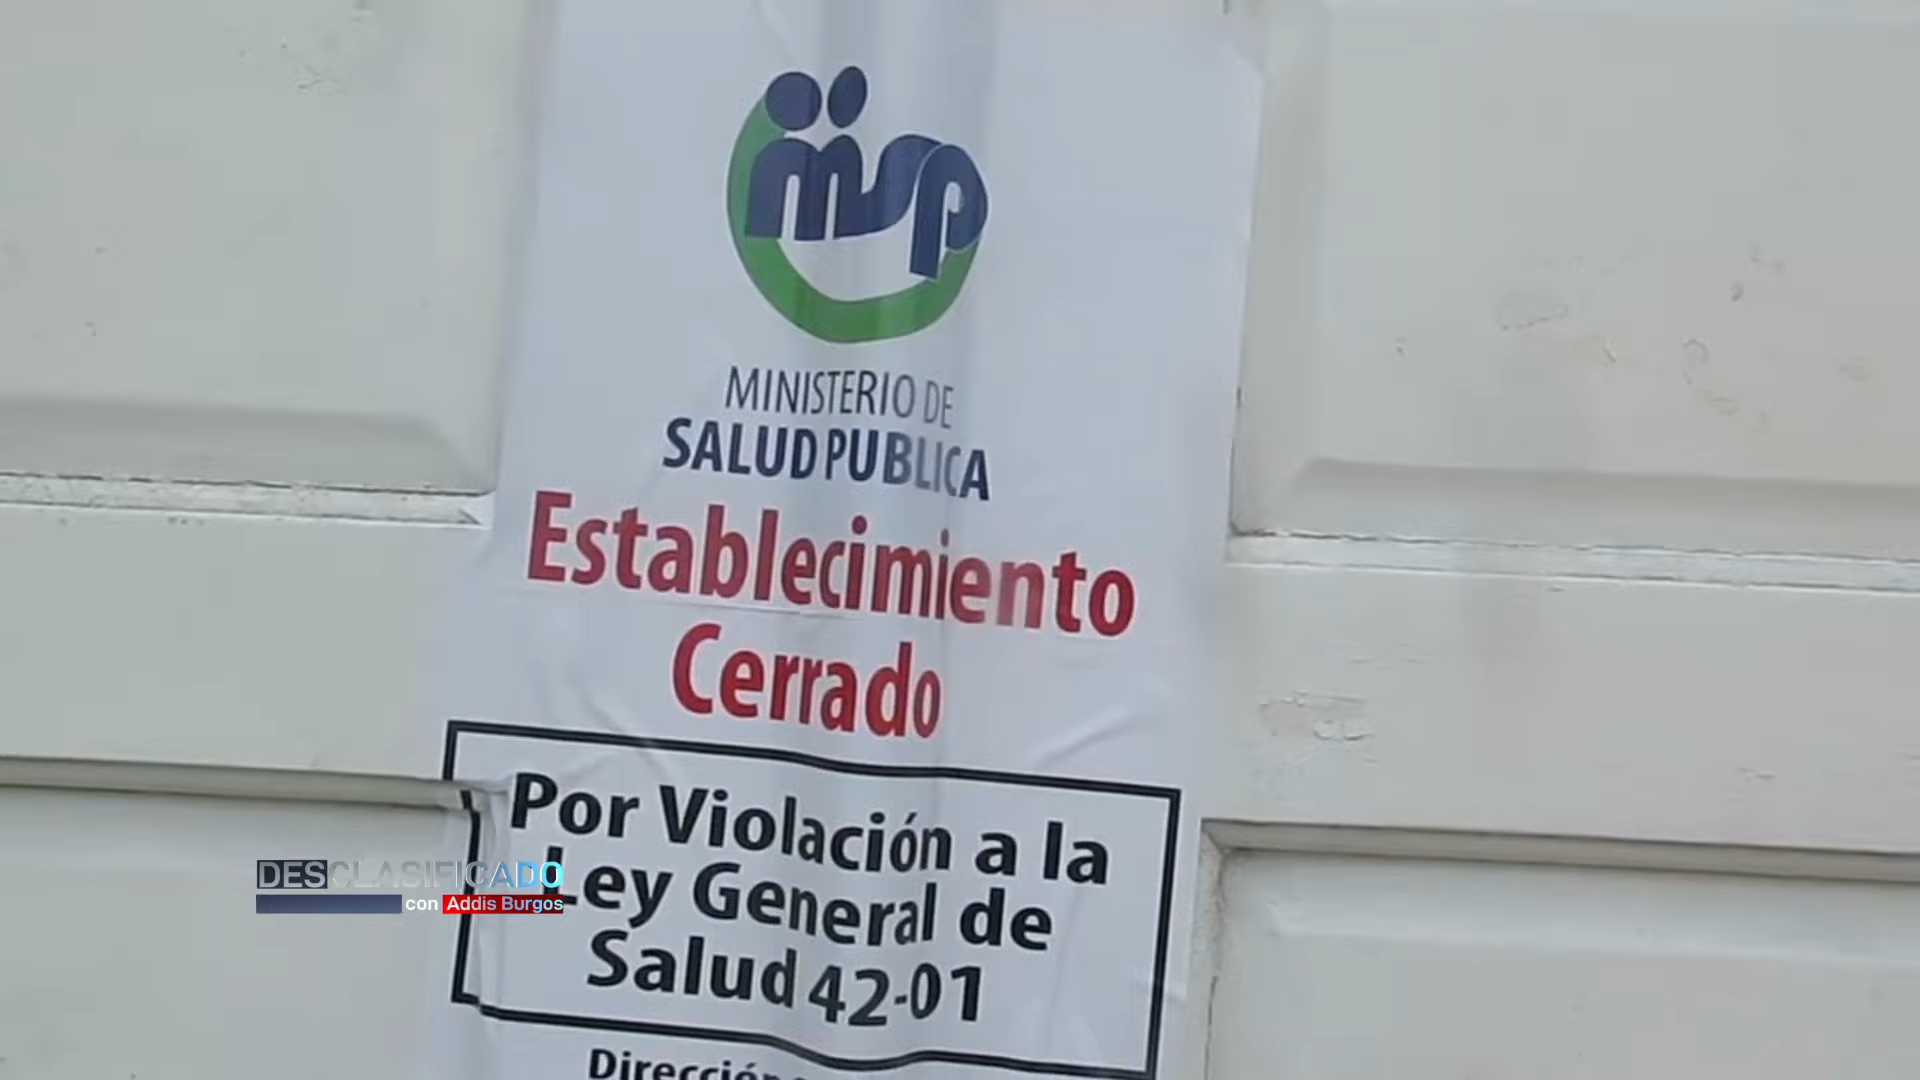 msp
MINISTERIO DE
SALUD PUBLICA
Establecimiento
Cerrado
Por Violación a la
Ley General de
Salud 42-01
DESCLASIFICADO
con Addis Burgos